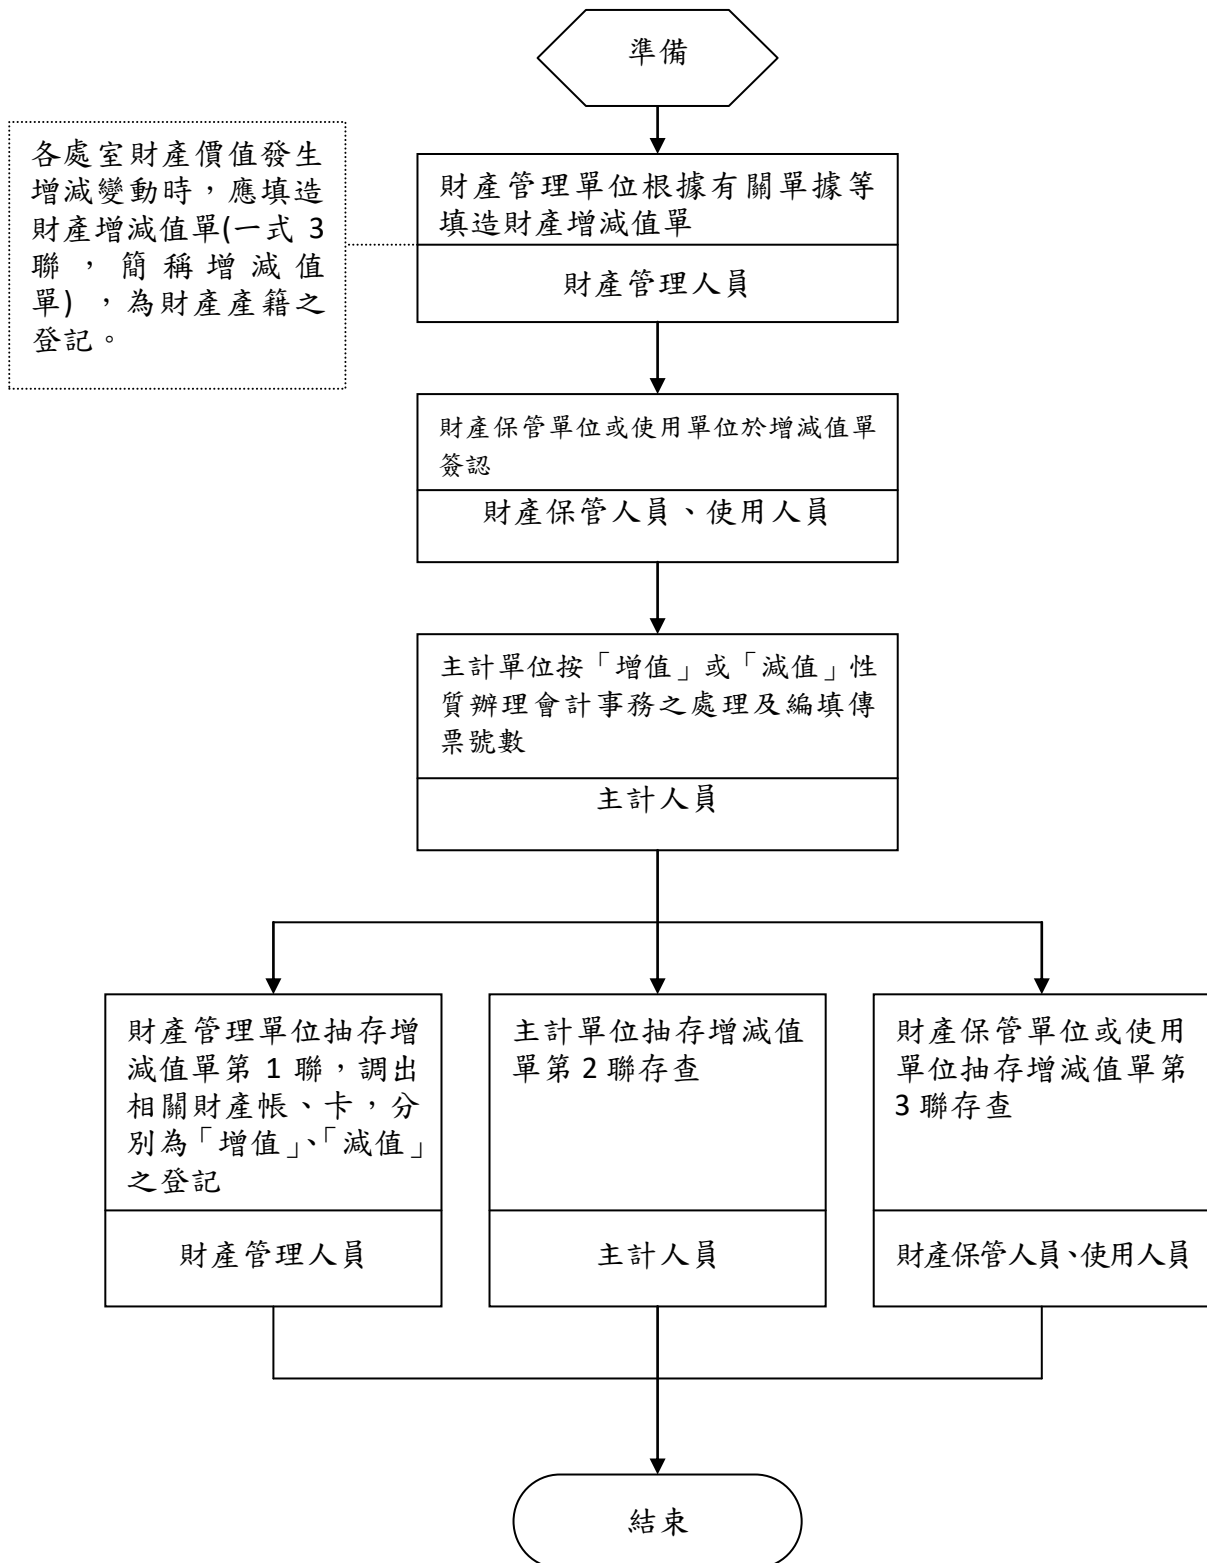 準備
各處室財產價值發生
增減變動時，應填造
財產增減值單(一式 3
聯，簡稱增減值
單)，為財產產籍之
登記。
財產管理單位根據有關單據等
填造財產增減值單
財產管理人員
財產保管單位或使用單位於增減值單
簽認
財產保管人員、使用人員
主計單位按「增值」或「減值」性
質辦理會計事務之處理及編填傳
票號數
主計人員
財產管理單位抽存增
減值單第 1 聯，調出
相關財產帳、卡，分
別為「增值」、「減值」
之登記
財產管理人員
主計單位抽存增減值
單第 2 聯存查
主計人員
財產保管單位或使用
單位抽存增減值單第
3 聯存查
財產保管人員、使用人員
結束